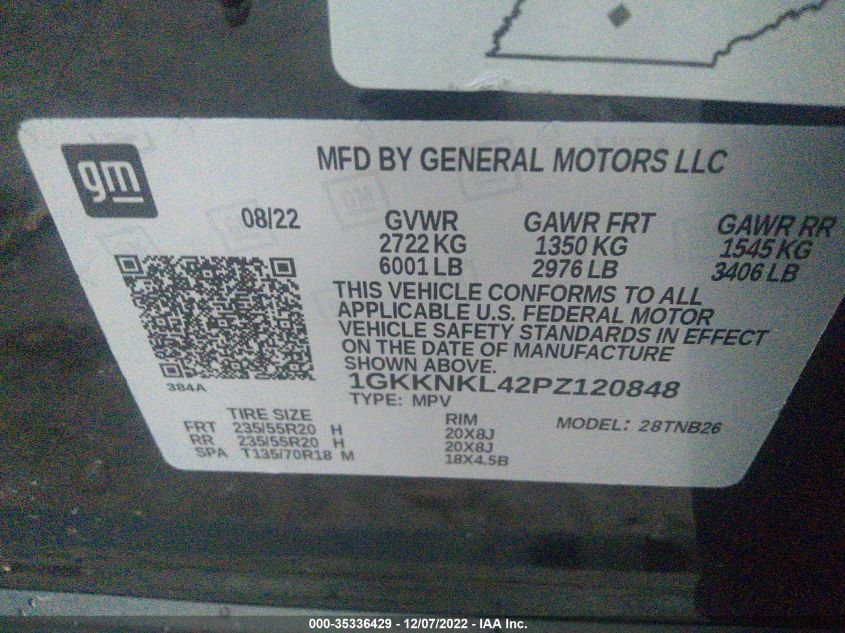 gm
MFD BY GENERAL MOTORS LLC
08/22
GVWR GAWR FRT GAWR RR
2722 KG 1350 KG 1545 KG
6001 LB 2976 LB 3406 LB
THIS VEHICLE CONFORMS TO ALL
APPLICABLE U.S. FEDERAL MOTOR
VEHICLE SAFETY STANDARDS IN EFFECT
ON THE DATE OF MANUFACTURE
SHOWN ABOVE.
384A
1GKKNKL42PZ120848
TYPE: MPV
TIRE SIZE RIM MODEL: 28TNB26
FRT 235/55R20 H 20X8J
RR 235/55R20 H 20X8J
SPA T135/70R18 M 18X4.5B
000-35336429 - 12/07/2022 - IAA Inc.